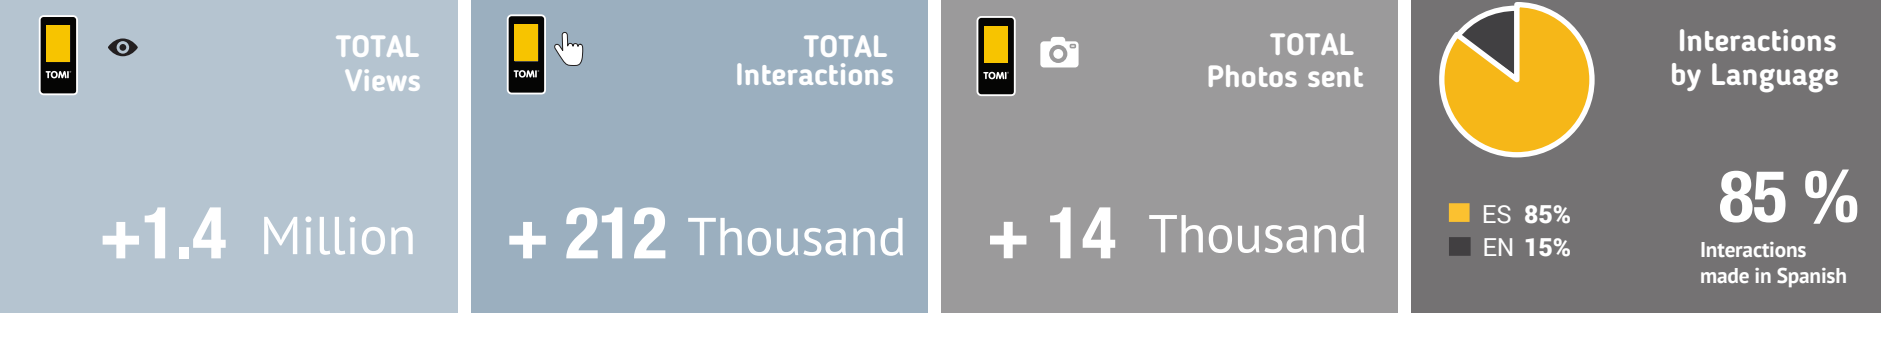 TOMI
TOTAL
Views
+1.4 Million
TOMI
TOTAL
Interactions
+ 212 Thousand
TOMI
TOTAL
Photos sent
+ 14 Thousand
Interactions
by Language
ES 85%
EN 15%
85 %
Interactions
made in Spanish